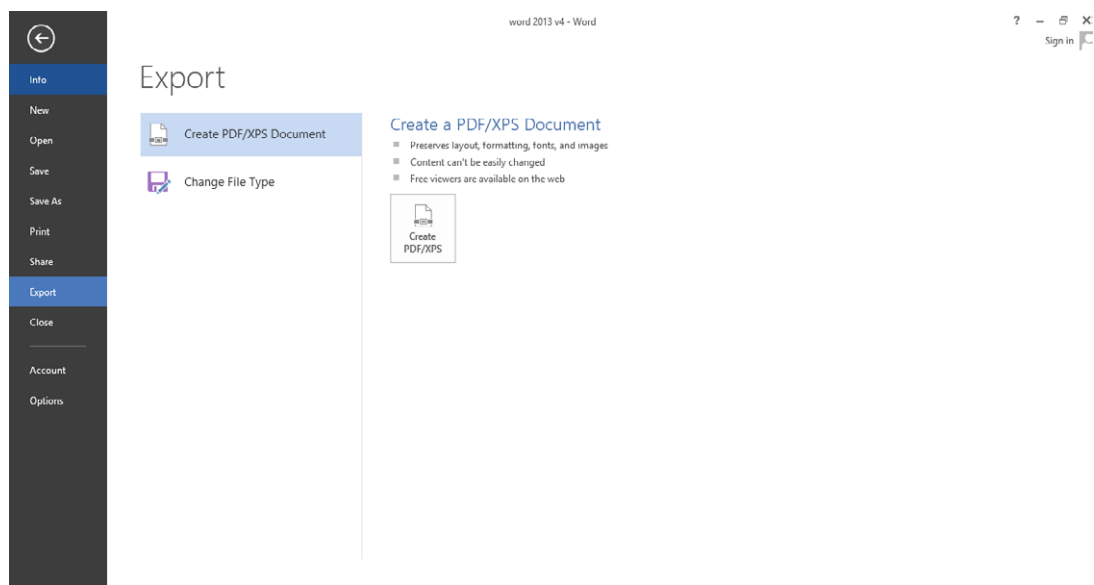 word 2013 v4 - Word
?
Sign in
Info
New
Open
Save
Save As
Print
Share
Export
Close
Account
Options
Export
Create PDF/XPS Document
Change File Type
Create a PDF/XPS Document
Preserves layout, formatting, fonts, and images
Content can't be easily changed
Free viewers are available on the web
Create
PDF/XPS